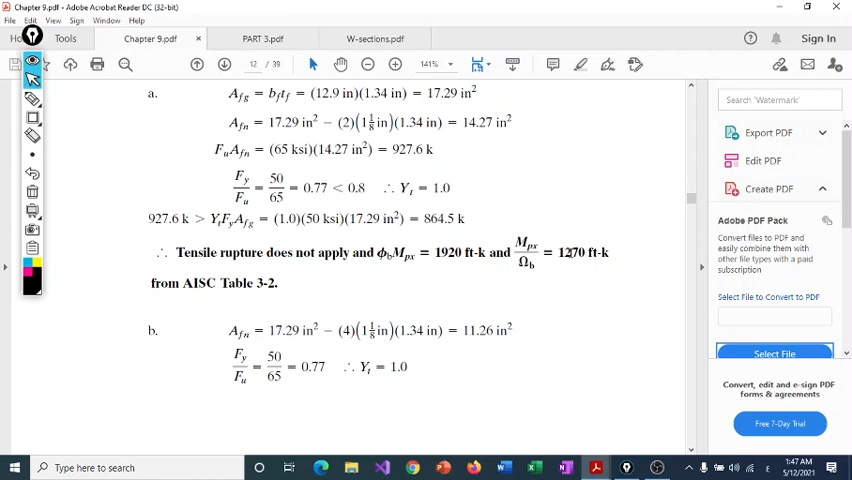 Chapter 9.pdf - Adobe Acrobat Reader DC (32-bit)
File Edit View Sign Window Help
Ho Tools Chapter 9.pdf × PART 3.pdf W-sections.pdf Sign In
12 / 39 141%
a. A_fg = b_f t_f = (12.9 in)(1.34 in) = 17.29 in²
A_fn = 17.29 in² − (2)(1 1/8 in)(1.34 in) = 14.27 in²
F_u A_fn = (65 ksi)(14.27 in²) = 927.6 k
F_y/F_u = 50/65 = 0.77 < 0.8 ∴ Y_t = 1.0
927.6 k > Y_t F_y A_fg = (1.0)(50 ksi)(17.29 in²) = 864.5 k
∴ Tensile rupture does not apply and ϕ_b M_px = 1920 ft-k and M_px/Ω_b = 1270 ft-k
from AISC Table 3-2.
b. A_fn = 17.29 in² − (4)(1 1/8 in)(1.34 in) = 11.26 in²
F_y/F_u = 50/65 = 0.77 ∴ Y_t = 1.0
Search 'Watermark'
Export PDF
Edit PDF
Create PDF
Adobe PDF Pack
Convert files to PDF and
easily combine them with
other file types with a paid
subscription
Select File to Convert to PDF
Select File
Convert, edit and e-sign PDF
forms & agreements
Free 7-Day Trial
Type here to search
1:47 AM
5/12/2021